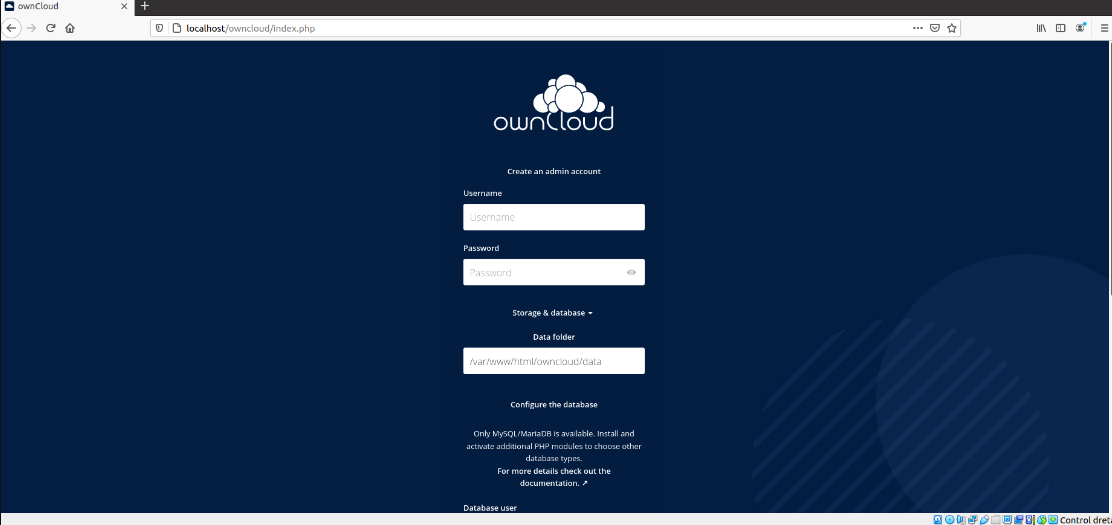 ownCloud
localhost/owncloud/index.php
ownCloud
Create an admin account
Username
Username
Password
Password
Storage & database
Data folder
/var/www/html/owncloud/data
Configure the database
Only MySQL/MariaDB is available. Install and
activate additional PHP modules to choose other
database types.
For more details check out the
documentation. ↗
Database user
Control dret